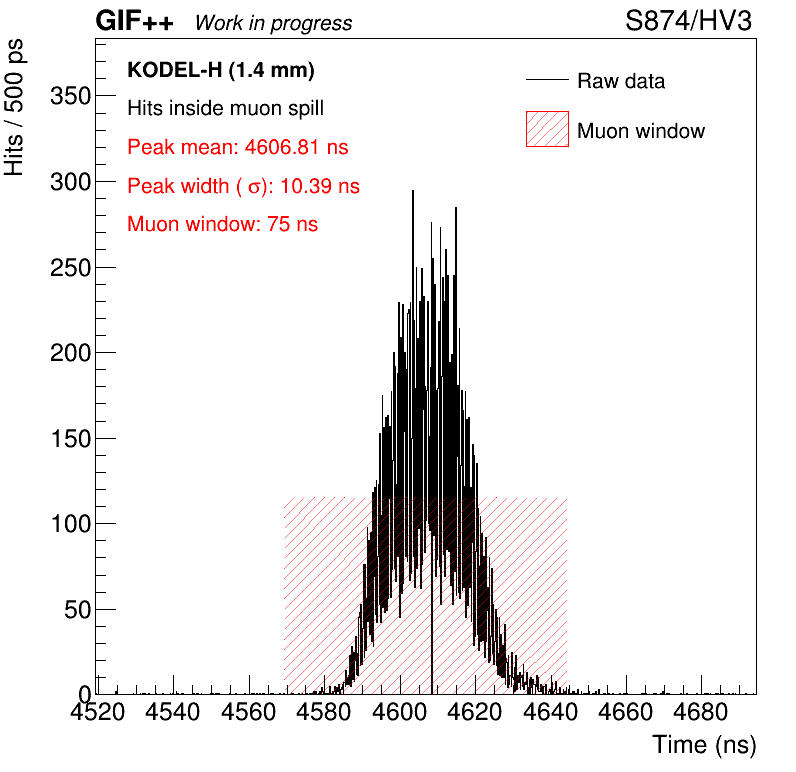 GIF++ Work in progress S874/HV3
Hits / 500 ps
KODEL-H (1.4 mm)
Hits inside muon spill
Peak mean: 4606.81 ns
Peak width ( σ): 10.39 ns
Muon window: 75 ns
Raw data
Muon window
350
300
250
200
150
100
50
0
4520 4540 4560 4580 4600 4620 4640 4660 4680
Time (ns)